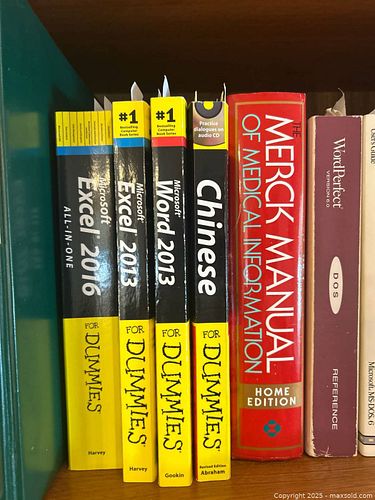 Microsoft®
Excel® 2016
ALL-IN-ONE
FOR
DUMMIES
Harvey
#1
Bestselling
Computer
Book Series
Microsoft®
Excel® 2013
FOR
DUMMIES
Harvey
#1
Bestselling
Computer
Book Series
Microsoft®
Word 2013
FOR
DUMMIES
Gookin
Practice
dialogues on
audio CD
Chinese
FOR
DUMMIES
Revised Edition
Abraham
THE
MERCK MANUAL
OF MEDICAL INFORMATION
HOME
EDITION
WordPerfect®
VERSION 6.0
DOS
REFERENCE
User's Guide
Microsoft® MS-DOS® 6
Copyright 2025 - maxsold.com